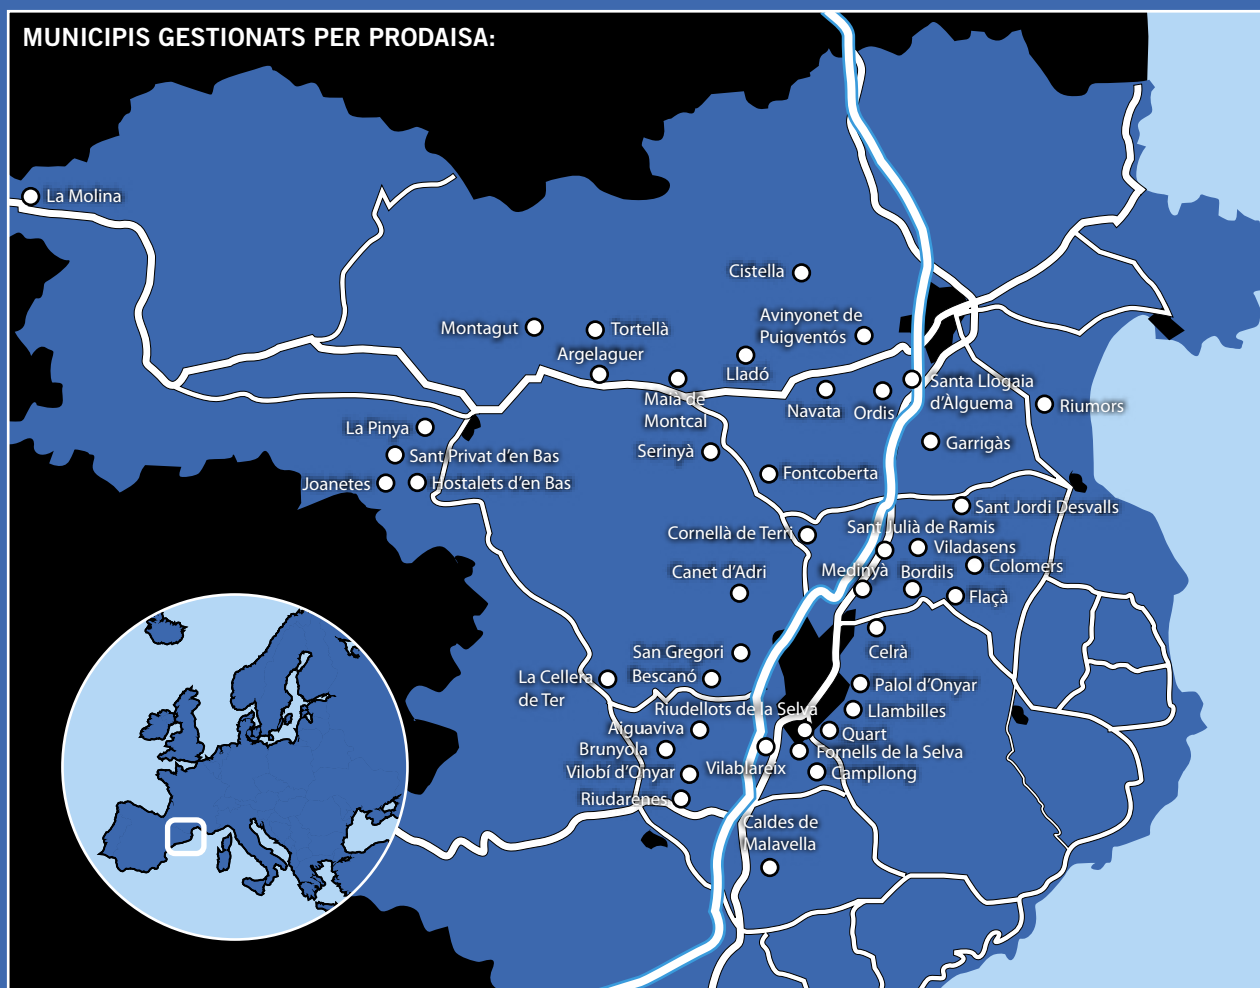 MUNICIPIS GESTIONATS PER PRODAISA:
La Molina
Cistella
Montagut
Tortellà
Avinyonet de
Puigventós
Argelaguer
Lladó
Maià de
Montcal
Navata
Ordis
Santa Llogaia
d'Àlguema
Riumors
La Pinya
Sant Privat d'en Bas
Joanetes
Hostalets d'en Bas
Serinyà
Garrigàs
Fontcoberta
Sant Jordi Desvalls
Cornellà de Terri
Sant Julià de Ramis
Viladasens
Colomers
Canet d'Adri
Medinyà
Bordils
Flaçà
Celrà
San Gregori
La Cellera
de Ter
Bescanó
Palol d'Onyar
Riudellots de la Selva
Llambilles
Aiguaviva
Quart
Brunyola
Fornells de la Selva
Vilobí d'Onyar
Vilablareix
Campllong
Riudarenes
Caldes de
Malavella